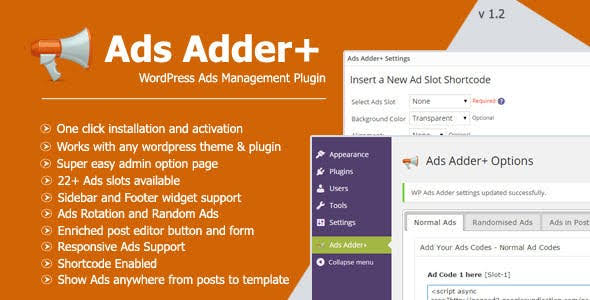 Ads Adder+
WordPress Ads Management Plugin
One click installation and activation
Works with any wordpress theme & plugin
Super easy admin option page
22+ Ads slots available
Sidebar and Footer widget support
Ads Rotation and Random Ads
Enriched post editor button and form
Responsive Ads Support
Shortcode Enabled
Show Ads anywhere from posts to template
v 1.2
Ads Adder+ Settings
Insert a New Ad Slot Shortcode
Select Ads Slot None Required ?
Background Color Transparent Optional
None
Appearance
Plugins
Users
Tools
Settings
Ads Adder+
Collapse menu
Ads Adder+ Options
WP Ads Adder settings updated successfully.
Normal Ads Randomised Ads Ads in Post
Add Your Ads Codes - Normal Ad Codes
Ad Code 1 here [Slot-1]
<script async